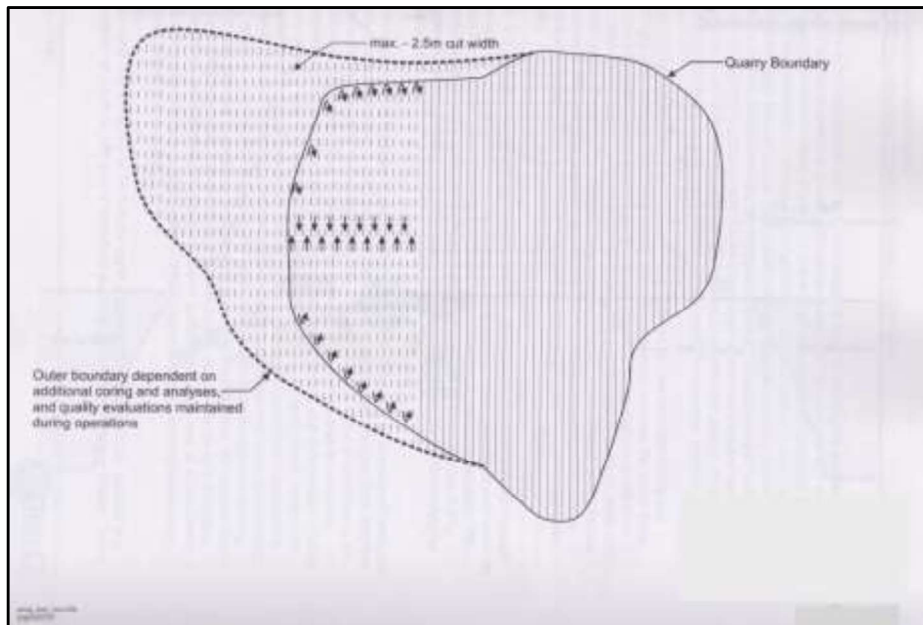 max. ~ 2.5m cut width
Quarry Boundary
Outer boundary dependent on
additional coring and analyses,
and quality evaluations maintained
during operations